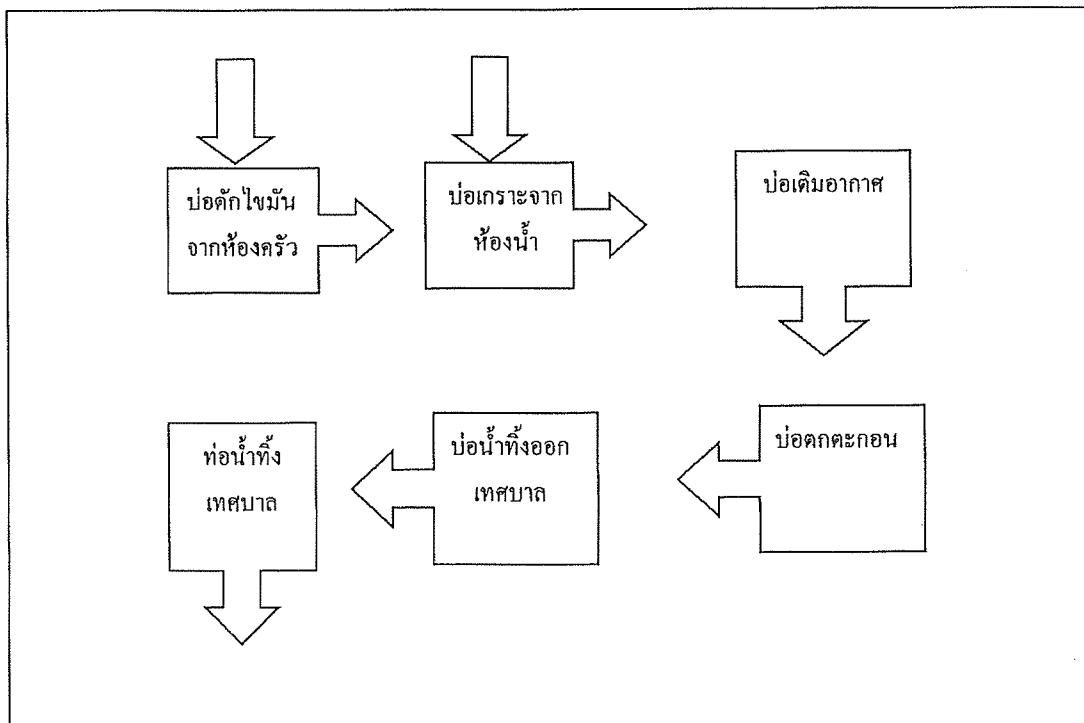 บ่อดักไขมัน
จากห้องครัว
บ่อเกราะจาก
ห้องน้ำ
บ่อเติมอากาศ
บ่อตกตะกอน
บ่อน้ำทิ้งออก
เทศบาล
ท่อน้ำทิ้ง
เทศบาล